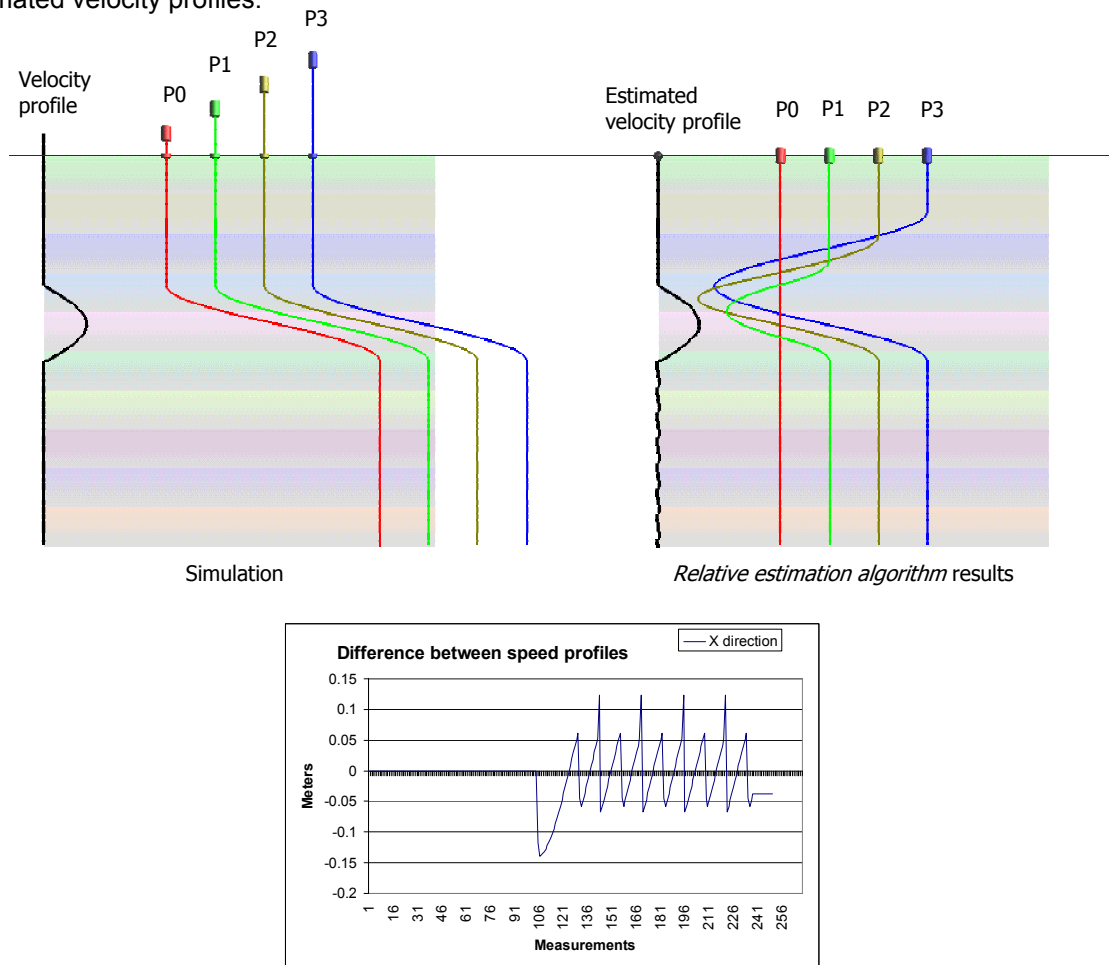 mated velocity profiles.
P3
P2
P1
P0
Velocity
profile
Estimated
velocity profile
P0
P1
P2
P3
Simulation
Relative estimation algorithm results
X direction
Difference between speed profiles
0.15
0.1
0.05
0
-0.05
-0.1
-0.15
-0.2
Meters
1
16
31
46
61
76
91
106
121
136
151
166
181
196
211
226
241
256
Measurements